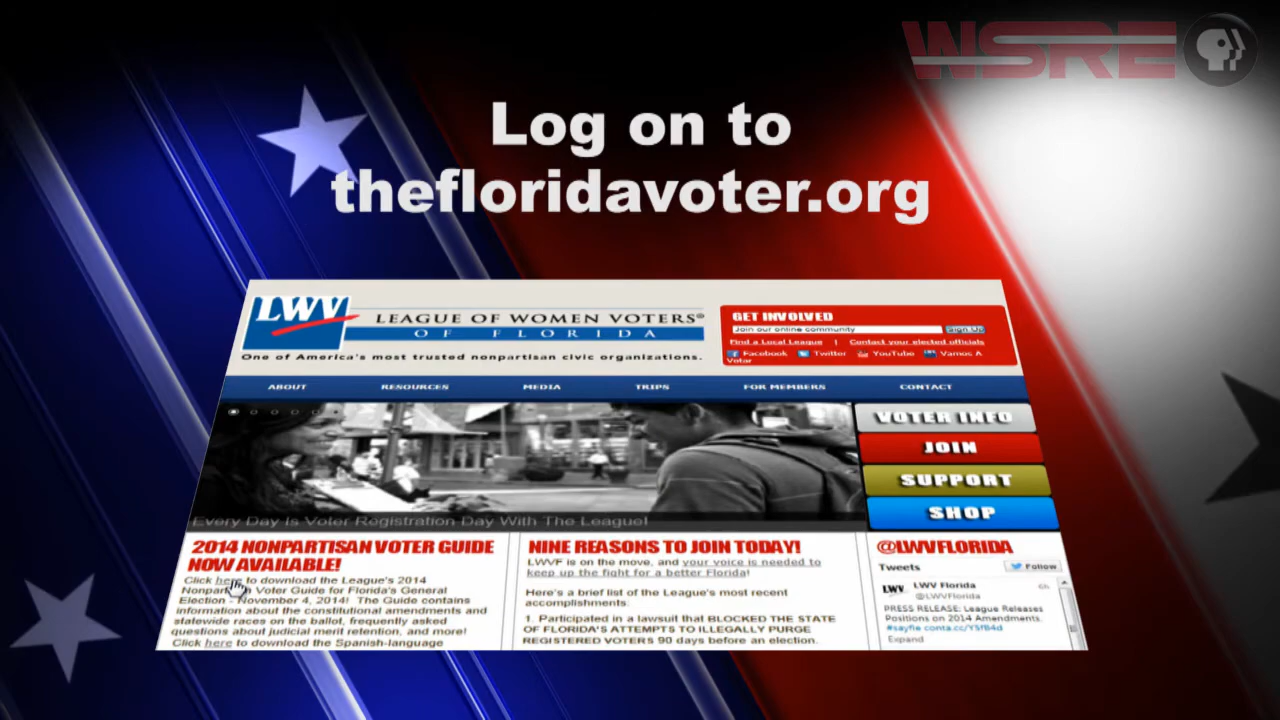 WSRE
Log on to
thefloridavoter.org
LWV
LEAGUE OF WOMEN VOTERS®
OF FLORIDA
One of America's most trusted nonpartisan civic organizations.
GET INVOLVED
Join our online community
Sign Up
Find a Local League | Contact your elected officials
Facebook Twitter YouTube Vamos A
Votar
ABOUT RESOURCES MEDIA TRIPS FOR MEMBERS CONTACT
VOTER INFO
JOIN
SUPPORT
SHOP
Every Day Is Voter Registration Day With The League!
2014 NONPARTISAN VOTER GUIDE
NOW AVAILABLE!
Click here to download the League's 2014
Voter Guide for Florida's General
Election - November 4, 2014! The Guide contains
information about the constitutional amendments and
statewide races on the ballot, frequently asked
questions about judicial merit retention, and more!
Click here to download the Spanish-language
NINE REASONS TO JOIN TODAY!
LWVF is on the move, and your voice is needed to
keep up the fight for a better Florida!
Here's a brief list of the League's most recent
accomplishments:
1. Participated in a lawsuit that BLOCKED THE STATE
OF FLORIDA'S ATTEMPTS TO ILLEGALLY PURGE
REGISTERED VOTERS 90 days before an election.
@LWVFLORIDA
Tweets
Follow
LWV
LWV Florida
6h
@LWVFlorida
PRESS RELEASE: League Releases
Positions on 2014 Amendments.
#sayfie
Expand